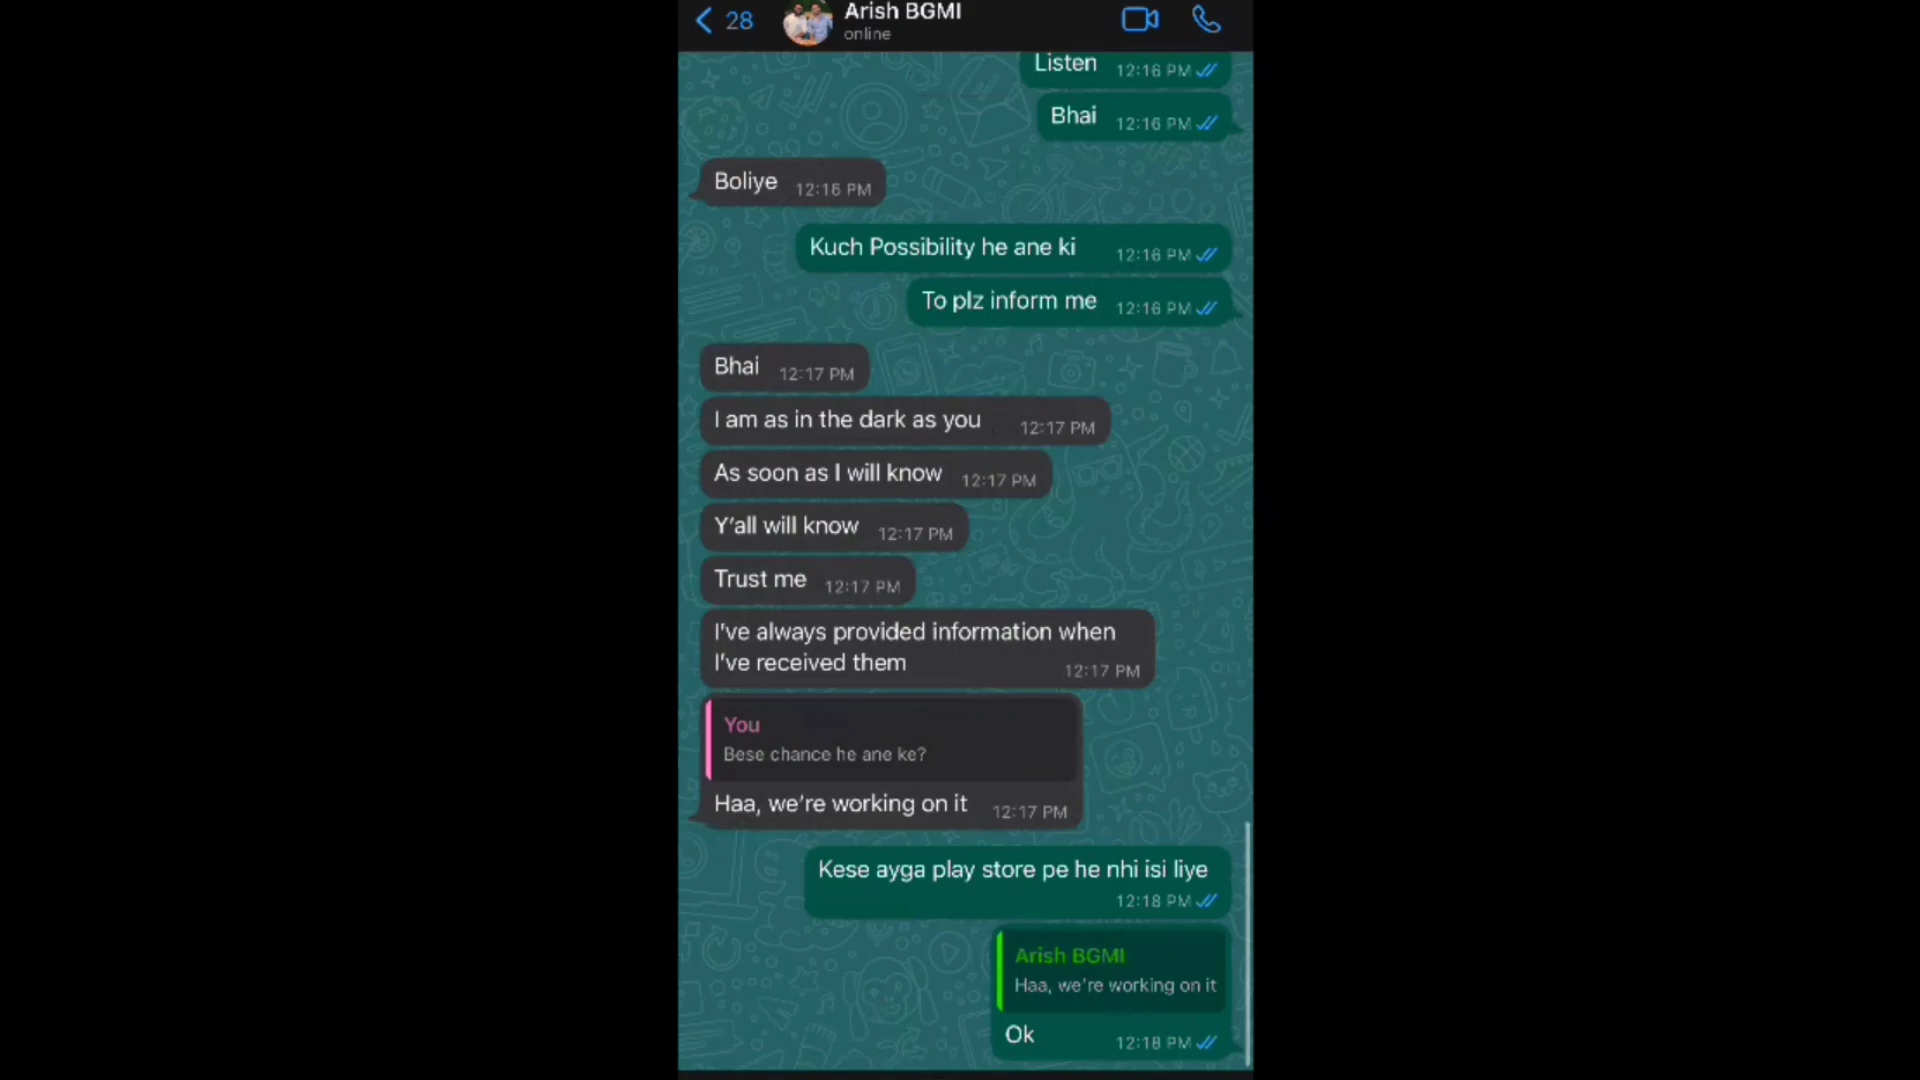 28
Arish BGMI
online
Listen 12:16 PM
Bhai 12:16 PM
Boliye 12:16 PM
Kuch Possibility he ane ki 12:16 PM
To plz inform me 12:16 PM
Bhai 12:17 PM
I am as in the dark as you 12:17 PM
As soon as I will know 12:17 PM
Y'all will know 12:17 PM
Trust me 12:17 PM
I've always provided information when
I've received them 12:17 PM
You
Bese chance he ane ke?
Haa, we're working on it 12:17 PM
Kese ayga play store pe he nhi isi liye
12:18 PM
Arish BGMI
Haa, we're working on it
Ok 12:18 PM